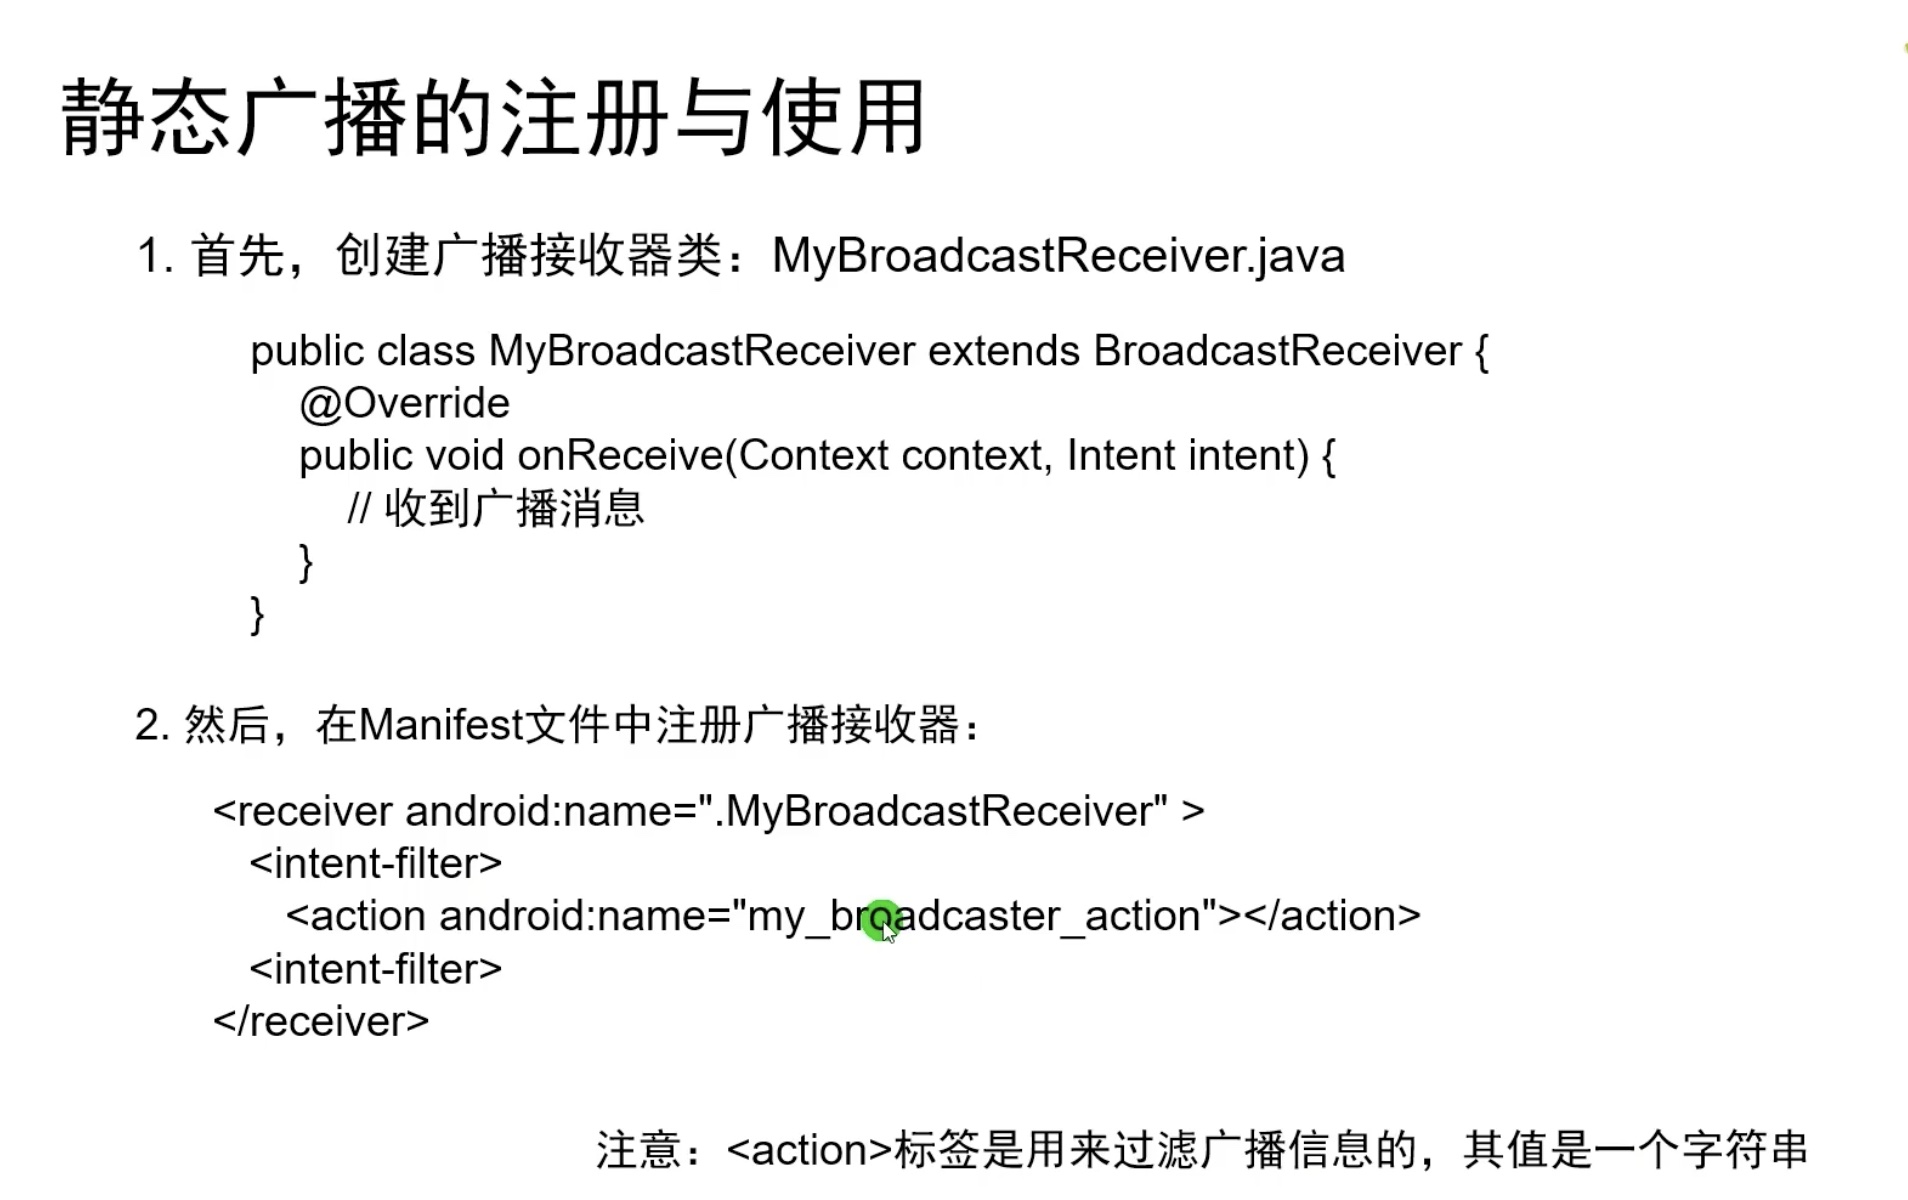 静态广播的注册与使用
1. 首先，创建广播接收器类：MyBroadcastReceiver.java
public class MyBroadcastReceiver extends BroadcastReceiver {
@Override
public void onReceive(Context context, Intent intent) {
// 收到广播消息
}
}
2. 然后，在Manifest文件中注册广播接收器：
<receiver android:name=".MyBroadcastReceiver" >
<intent-filter>
<action android:name="my_broadcaster_action"></action>
<intent-filter>
</receiver>
注意：<action>标签是用来过滤广播信息的，其值是一个字符串